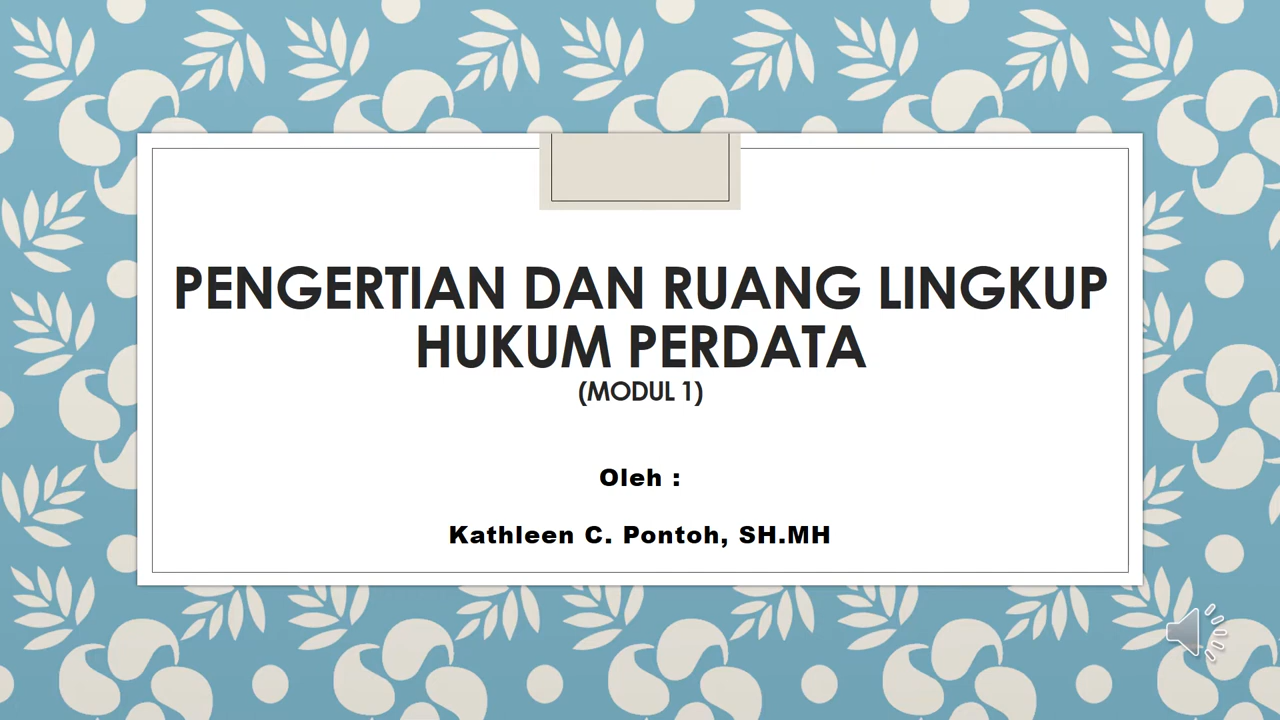 PENGERTIAN DAN RUANG LINGKUP
HUKUM PERDATA
(MODUL 1)
Oleh :
Kathleen C. Pontoh, SH.MH